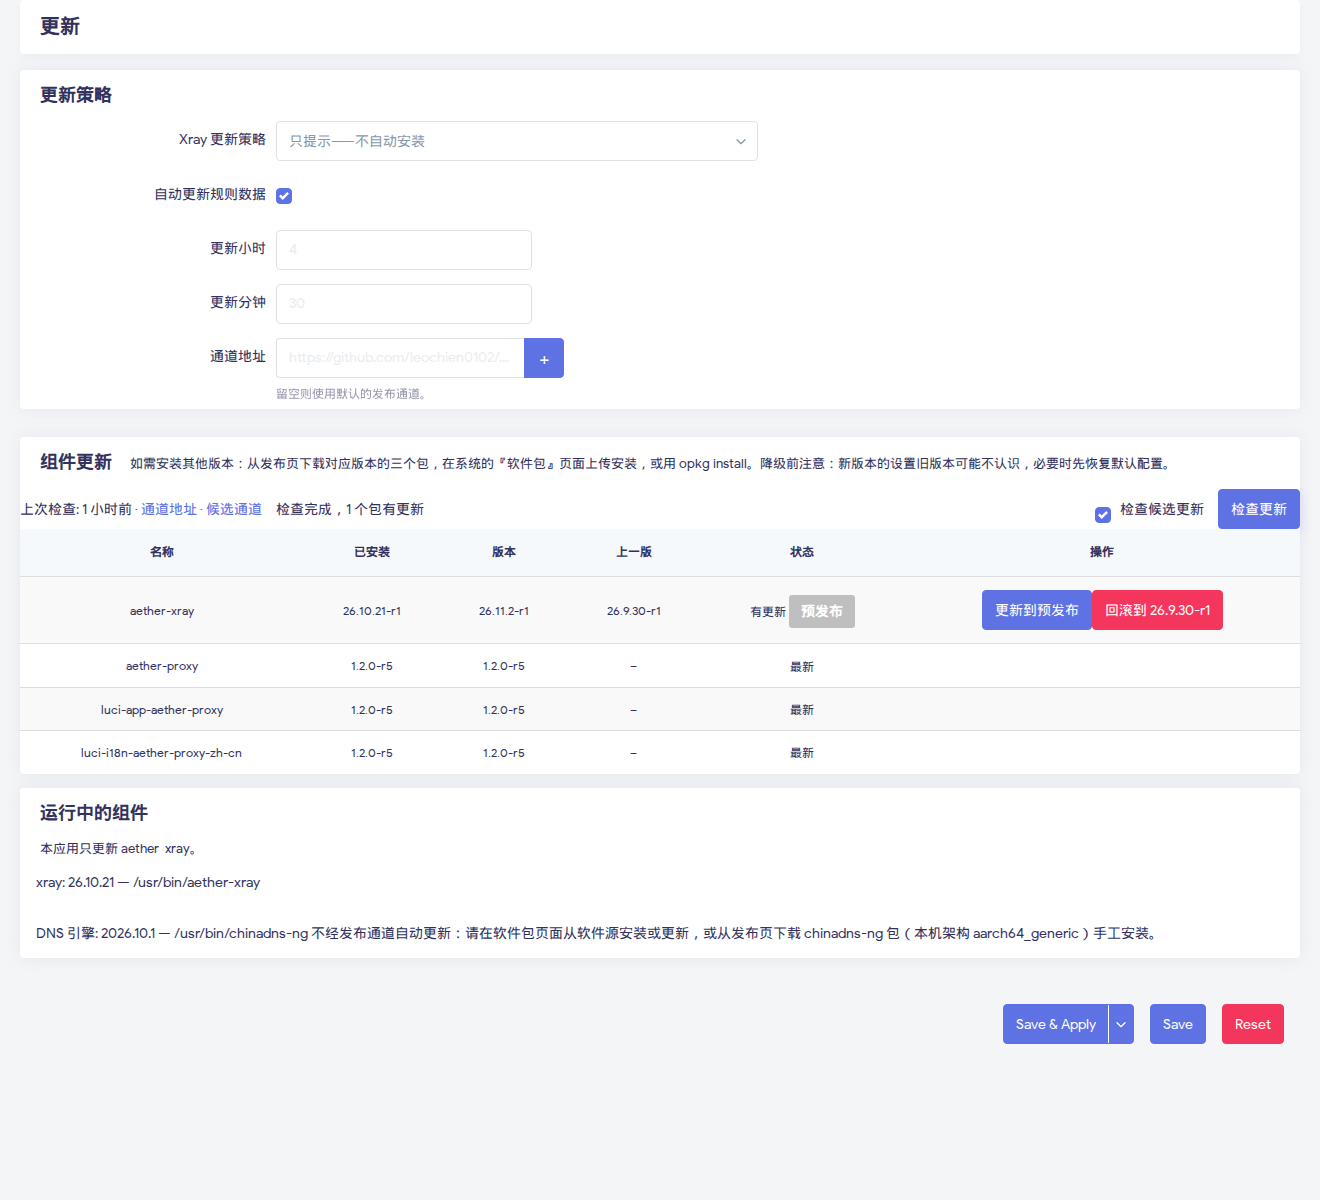 更新
更新策略
Xray 更新策略 只提示——不自动安装
自动更新规则数据
更新小时 4
更新分钟 30
通道地址 https://github.com/leochien0102/... +
留空则使用默认的发布通道。
组件更新 如需安装其他版本：从发布页下载对应版本的三个包，在系统的『软件包』页面上传安装，或用 opkg install。降级前注意：新版本的设置旧版本可能不认识，必要时先恢复默认配置。
上次检查: 1 小时前 · 通道地址 · 候选通道 检查完成，1 个包有更新 检查候选更新 检查更新
名称 已安装 版本 上一版 状态 操作
aether-xray 26.10.21-r1 26.11.2-r1 26.9.30-r1 有更新 预发布 更新到预发布 回滚到 26.9.30-r1
aether-proxy 1.2.0-r5 1.2.0-r5 – 最新
luci-app-aether-proxy 1.2.0-r5 1.2.0-r5 – 最新
luci-i18n-aether-proxy-zh-cn 1.2.0-r5 1.2.0-r5 – 最新
运行中的组件
本应用只更新 aether xray。
xray: 26.10.21 — /usr/bin/aether-xray
DNS 引擎: 2026.10.1 — /usr/bin/chinadns-ng 不经发布通道自动更新：请在软件包页面从软件源安装或更新，或从发布页下载 chinadns-ng 包（本机架构 aarch64_generic）手工安装。
Save & Apply Save Reset